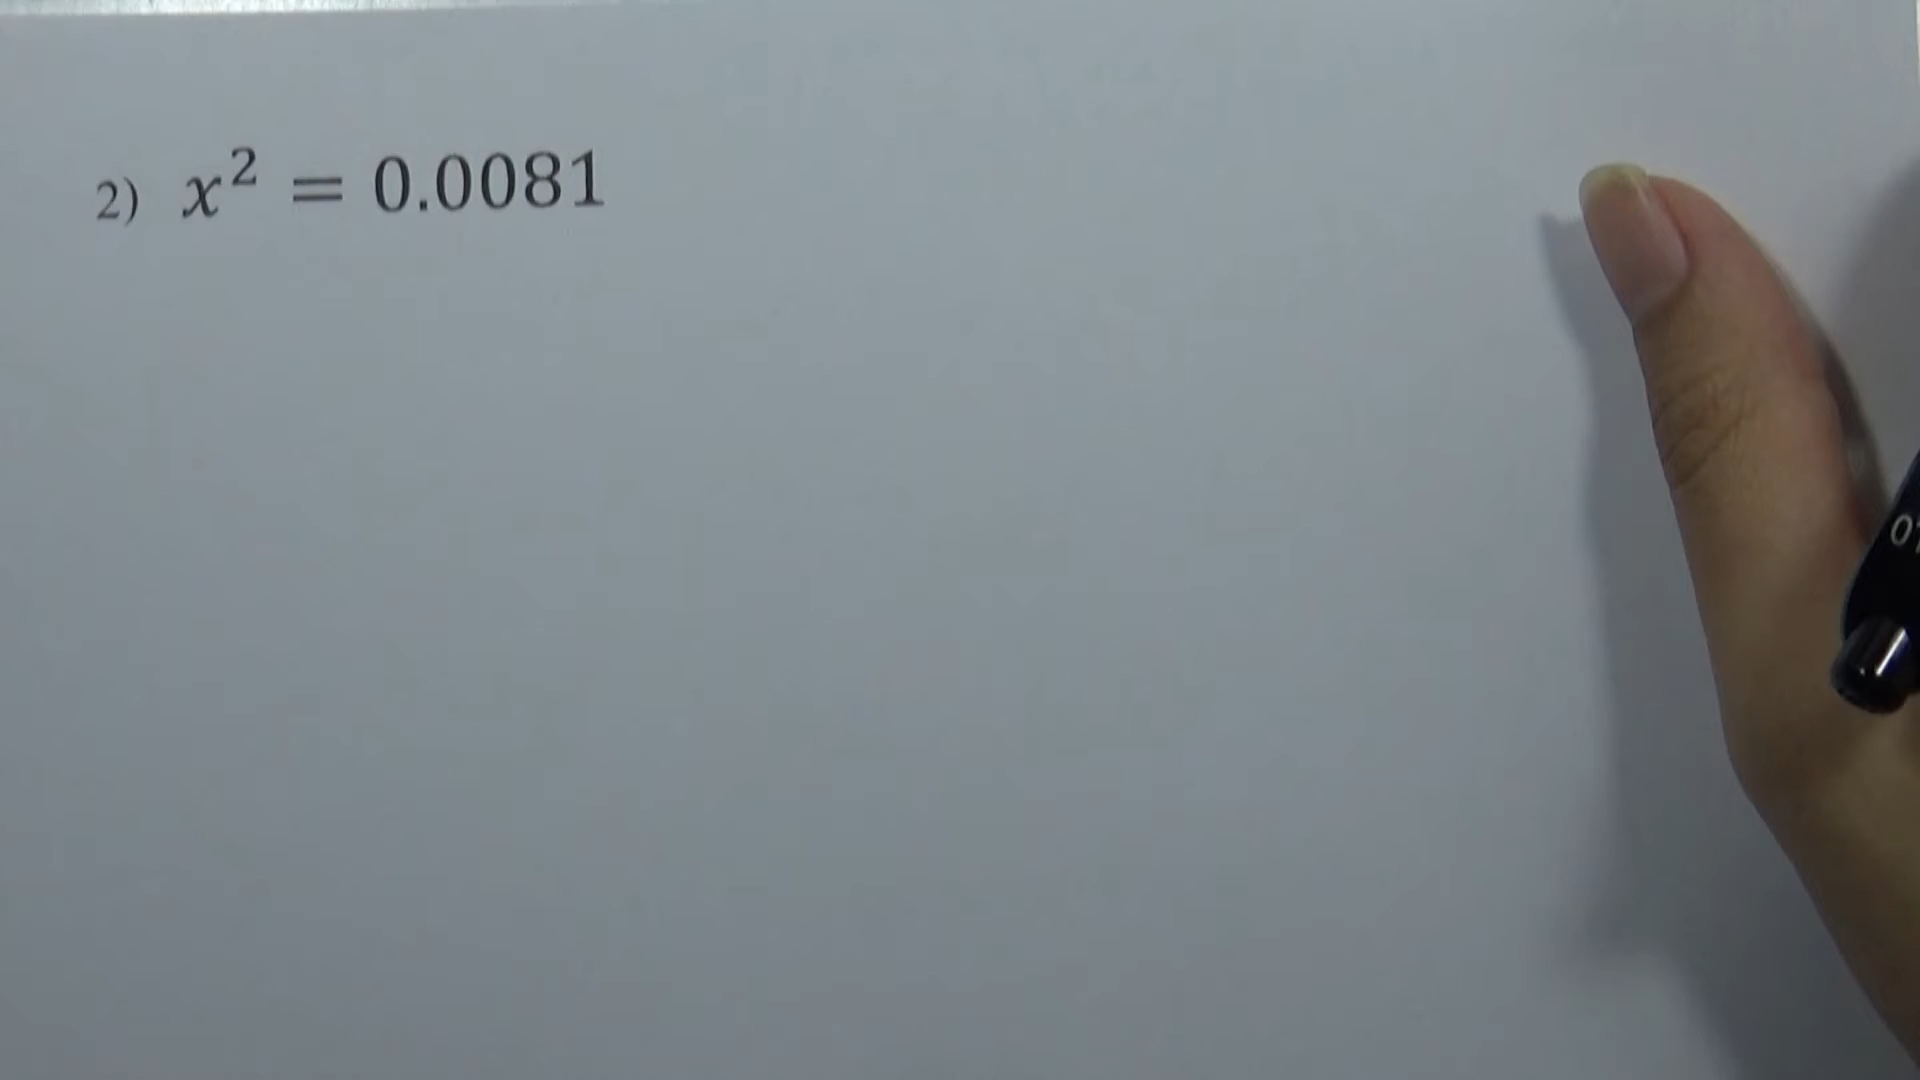 2) x² = 0.0081